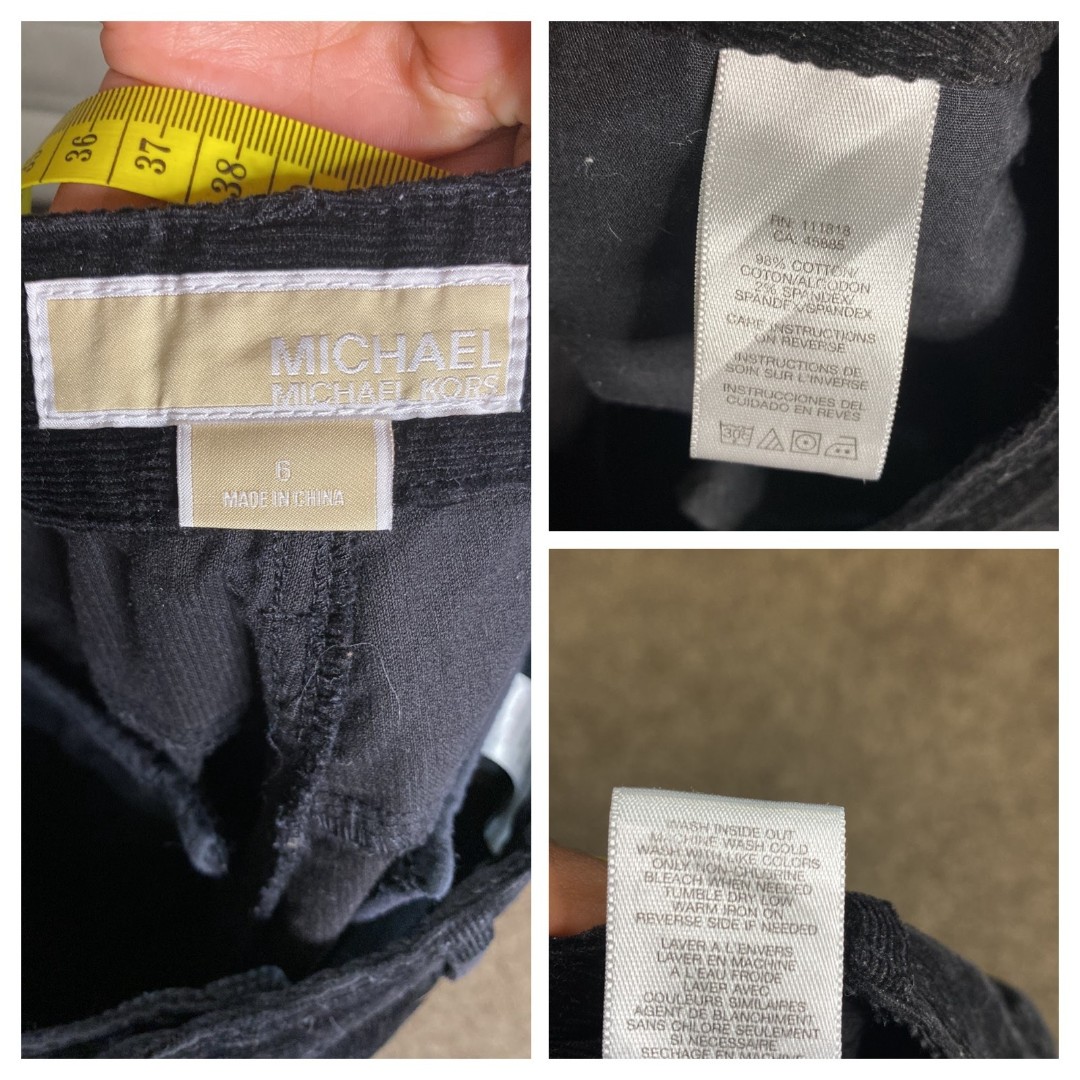 36 37 38
MICHAEL
MICHAEL KORS
6
MADE IN CHINA
RN: 111818
CA: 45885
98% COTTON/
COTON/ALGODON
2% SPANDEX/
SPANDEX/SPANDEX
CARE INSTRUCTIONS
ON REVERSE
INSTRUCTIONS DE
SOIN SUR L'INVERSE
INSTRUCCIONES DEL
CUIDADO EN REVES
30C
WASH INSIDE OUT
MACHINE WASH COLD
WASH WITH LIKE COLORS
ONLY NON-CHLORINE
BLEACH WHEN NEEDED
TUMBLE DRY LOW
WARM IRON ON
REVERSE SIDE IF NEEDED
LAVER A L'ENVERS
LAVER EN MACHINE
A L'EAU FROIDE
LAVER AVEC
COULEURS SIMILAIRES
AGENT DE BLANCHIMENT
SANS CHLORE SEULEMENT
SI NECESSAIRE
SECHAGE EN MACHINE